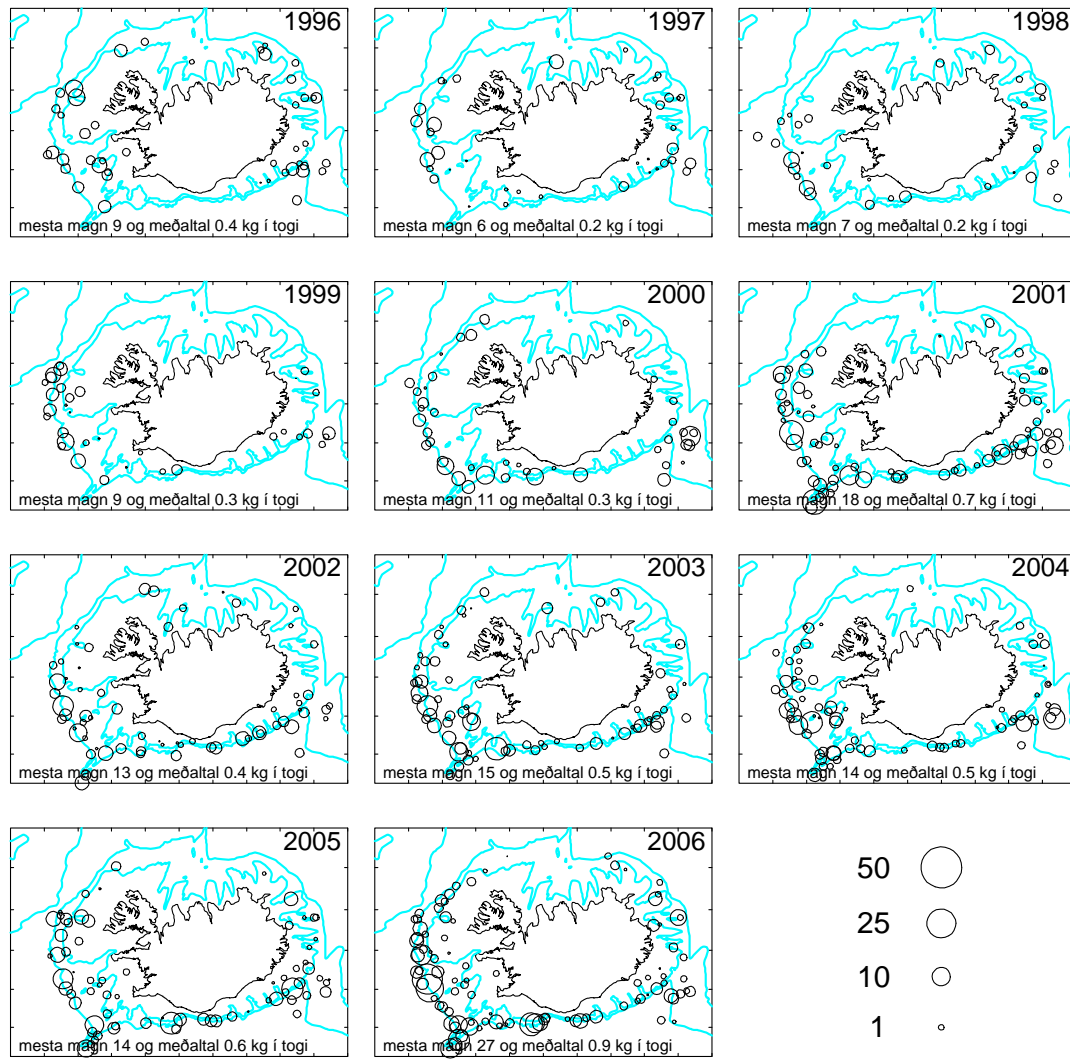 1996
mesta magn 9 og meðaltal 0.4 kg í togi
1997
mesta magn 6 og meðaltal 0.2 kg í togi
1998
mesta magn 7 og meðaltal 0.2 kg í togi
1999
mesta magn 9 og meðaltal 0.3 kg í togi
2000
mesta magn 11 og meðaltal 0.3 kg í togi
2001
mesta magn 18 og meðaltal 0.7 kg í togi
2002
mesta magn 13 og meðaltal 0.4 kg í togi
2003
mesta magn 15 og meðaltal 0.5 kg í togi
2004
mesta magn 14 og meðaltal 0.5 kg í togi
2005
mesta magn 14 og meðaltal 0.6 kg í togi
2006
mesta magn 27 og meðaltal 0.9 kg í togi
50
25
10
1